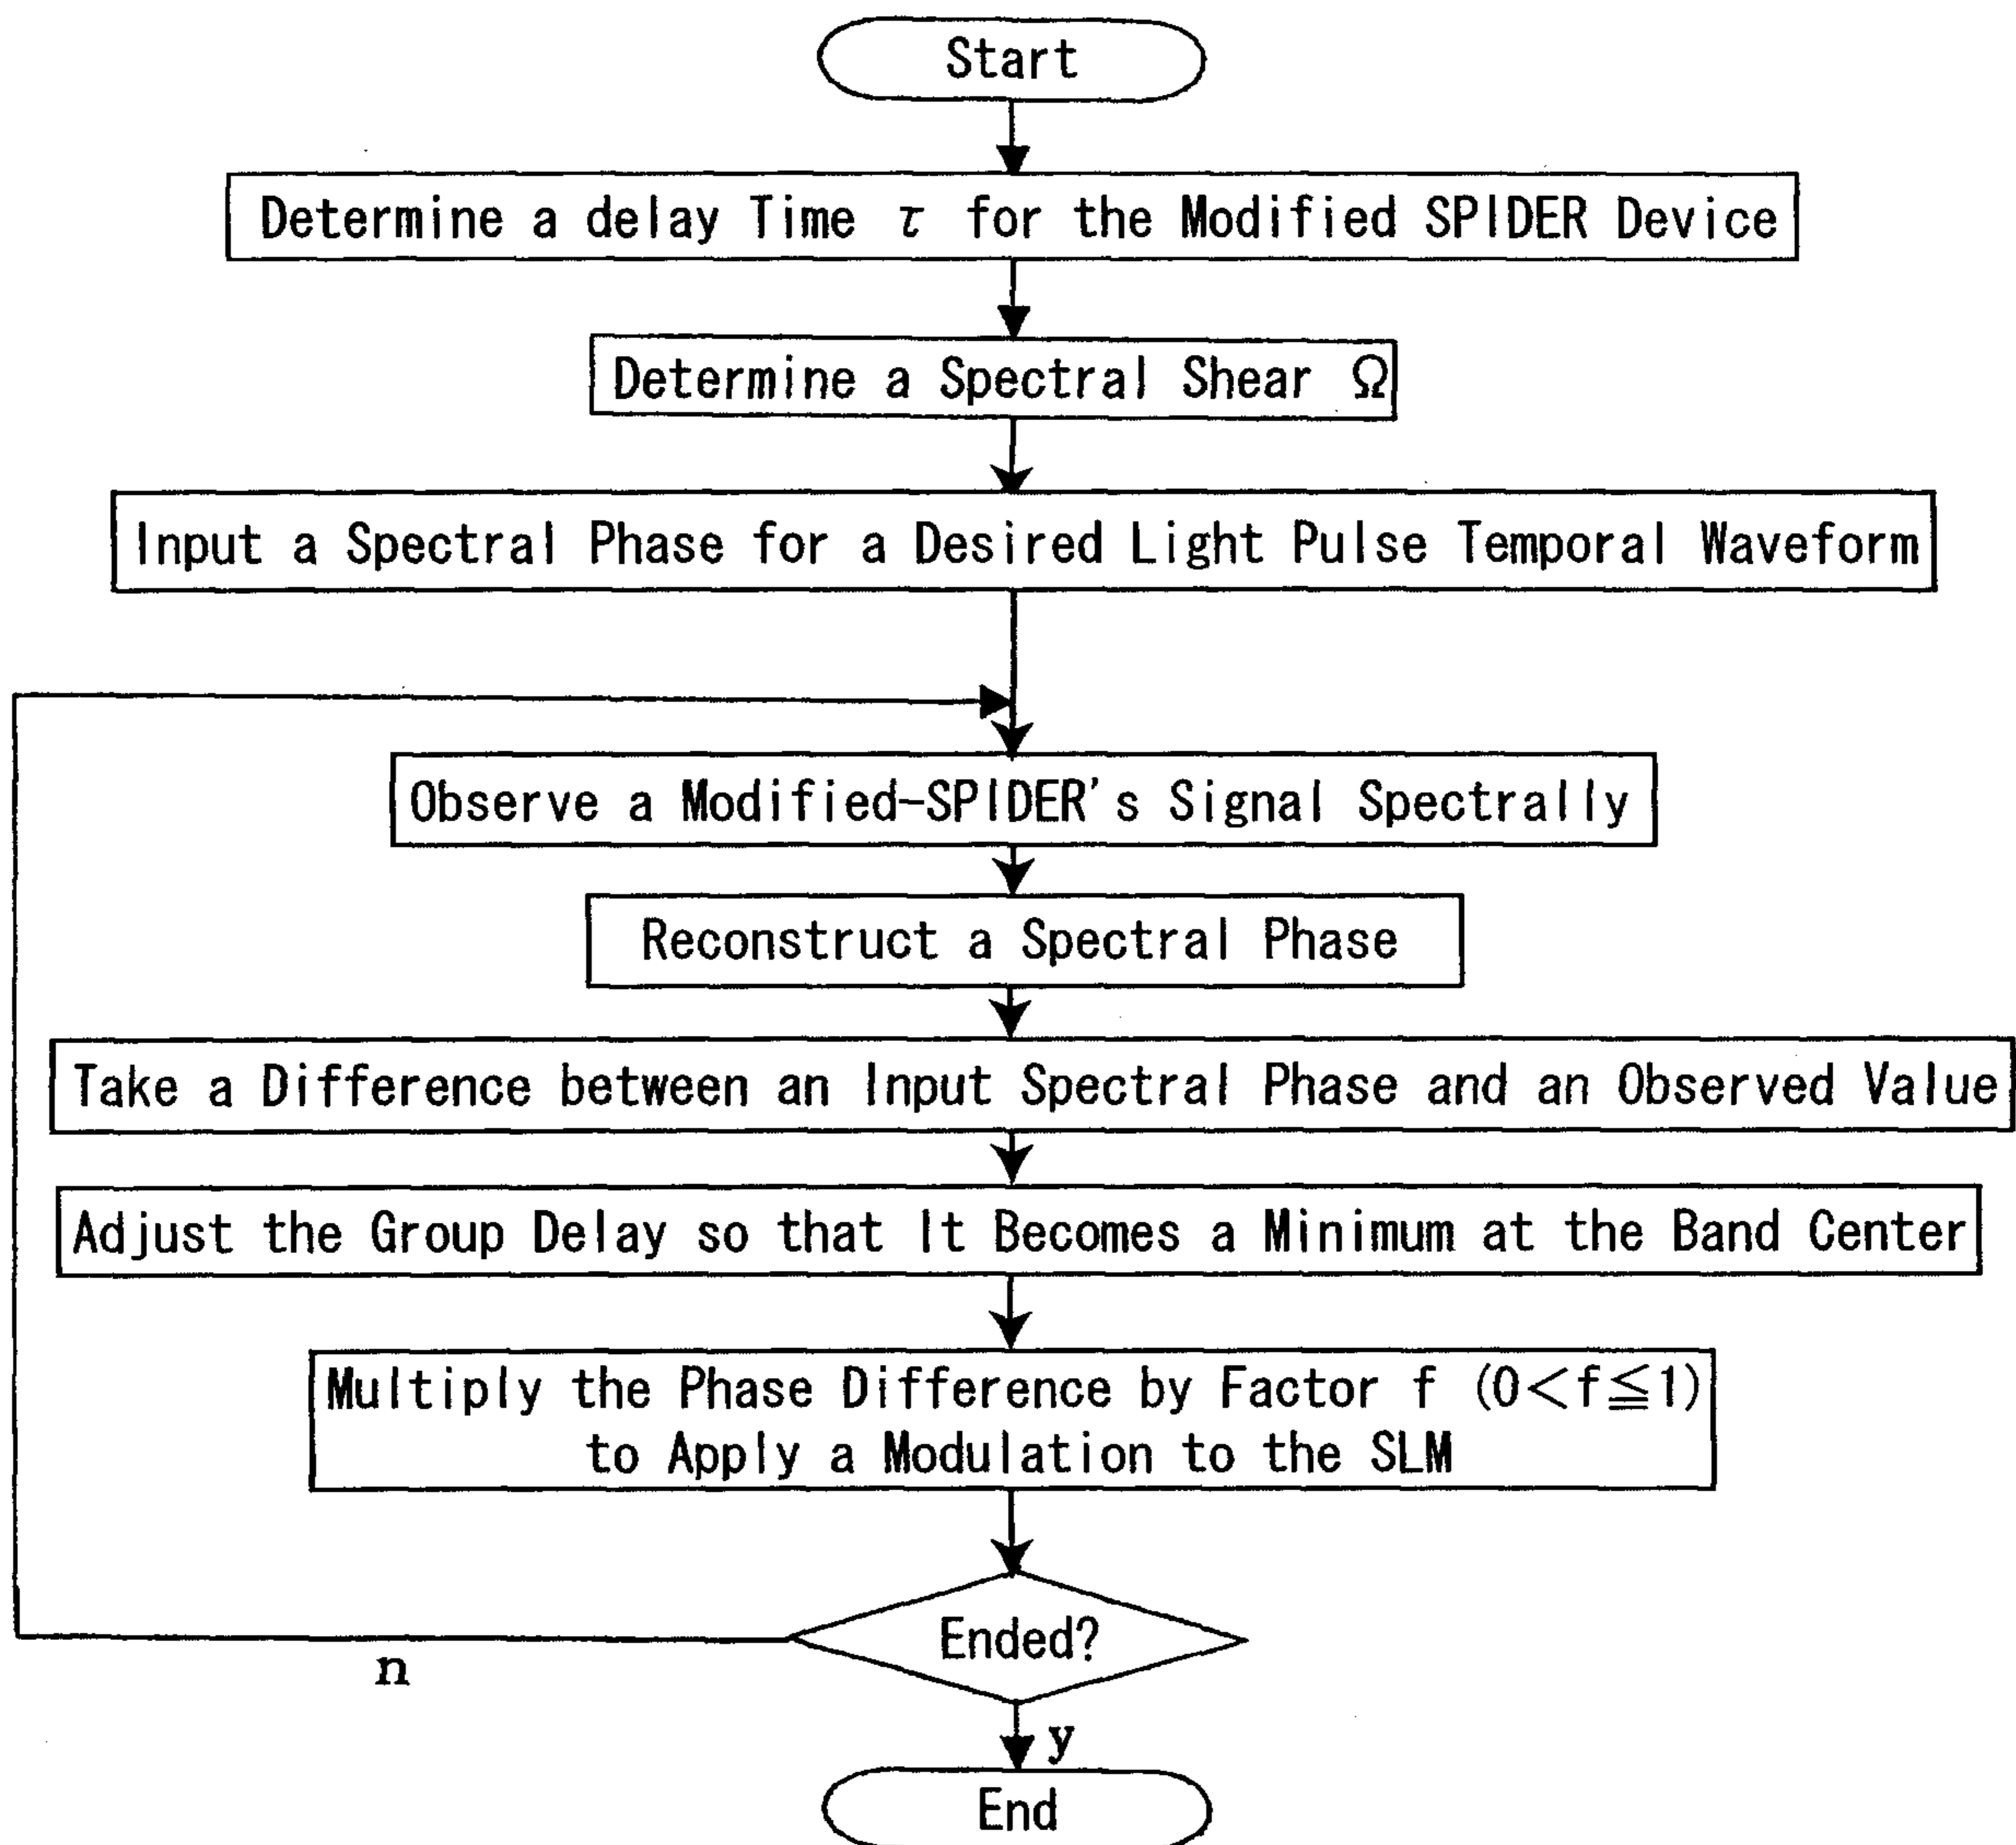 Start
Determine a delay Time τ for the Modified SPIDER Device
Determine a Spectral Shear Ω
Input a Spectral Phase for a Desired Light Pulse Temporal Waveform
Observe a Modified-SPIDER's Signal Spectrally
Reconstruct a Spectral Phase
Take a Difference between an Input Spectral Phase and an Observed Value
Adjust the Group Delay so that It Becomes a Minimum at the Band Center
Multiply the Phase Difference by Factor f (0<f≦1)
to Apply a Modulation to the SLM
Ended?
n
y
End